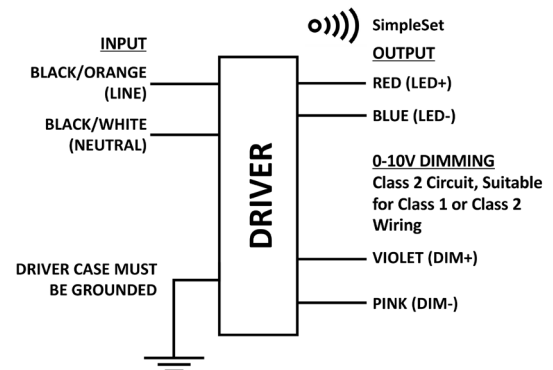 INPUT
BLACK/ORANGE
(LINE)
BLACK/WHITE
(NEUTRAL)
DRIVER CASE MUST
BE GROUNDED
DRIVER
SimpleSet
OUTPUT
RED (LED+)
BLUE (LED-)
0-10V DIMMING
Class 2 Circuit, Suitable
for Class 1 or Class 2
Wiring
VIOLET (DIM+)
PINK (DIM-)